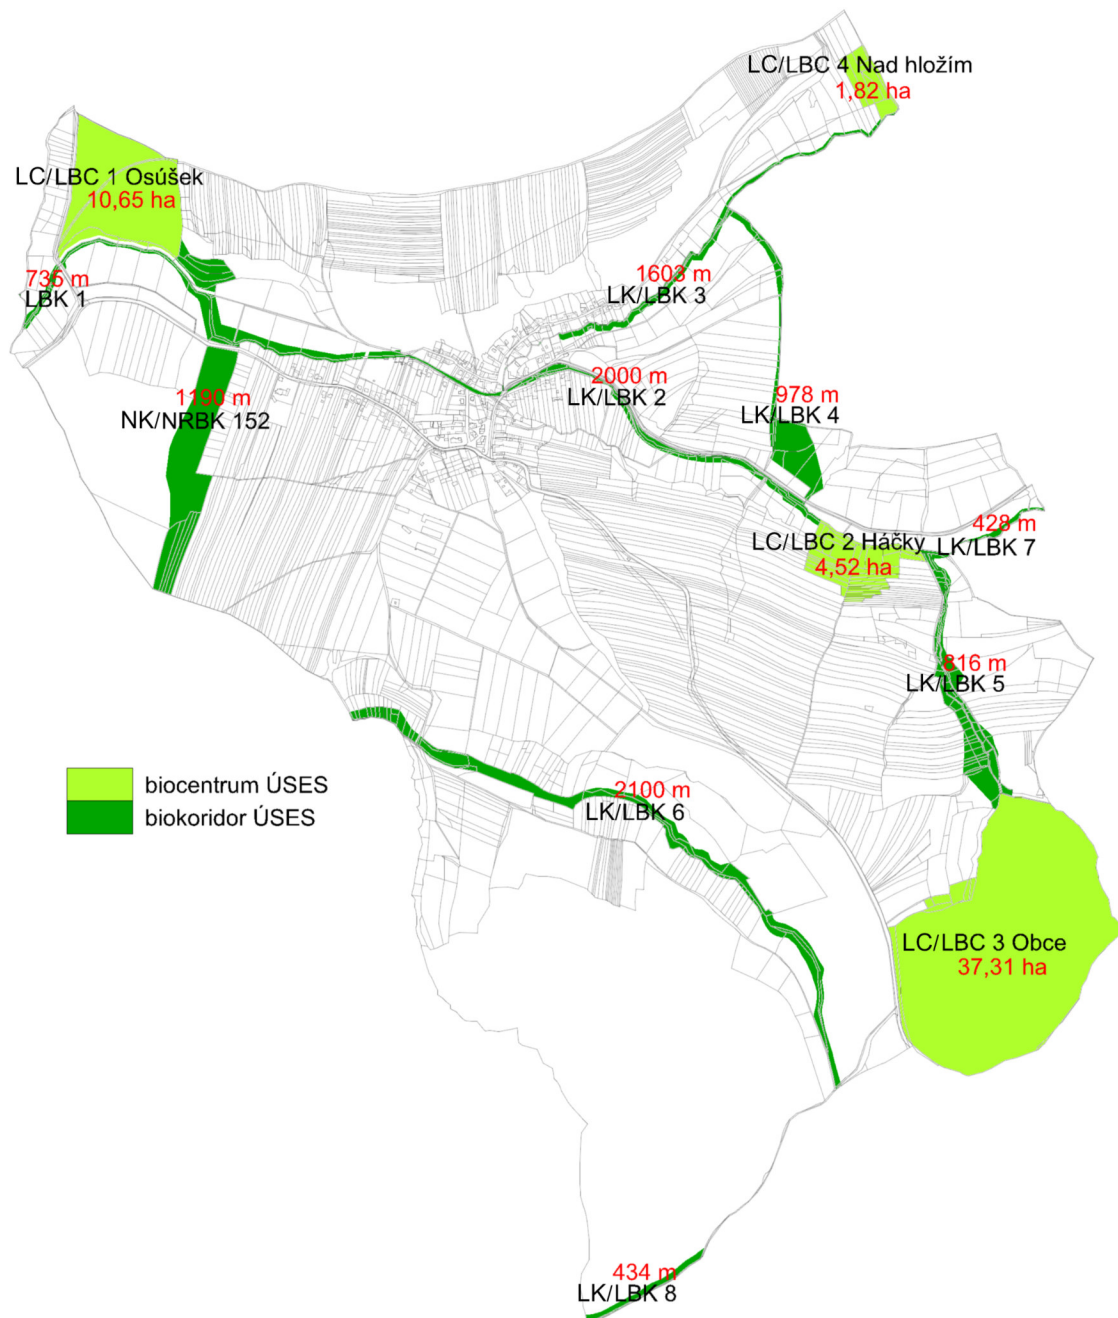 LC/LBC 4 Nad hložím
1,82 ha
LC/LBC 1 Osúšek
10,65 ha
735 m
LBK 1
1603 m
LK/LBK 3
2000 m
LK/LBK 2
978 m
LK/LBK 4
1190 m
NK/NRBK 152
428 m
LK/LBK 7
LC/LBC 2 Háčky
4,52 ha
816 m
LK/LBK 5
biocentrum ÚSES
biokoridor ÚSES
2100 m
LK/LBK 6
LC/LBC 3 Obce
37,31 ha
434 m
LK/LBK 8